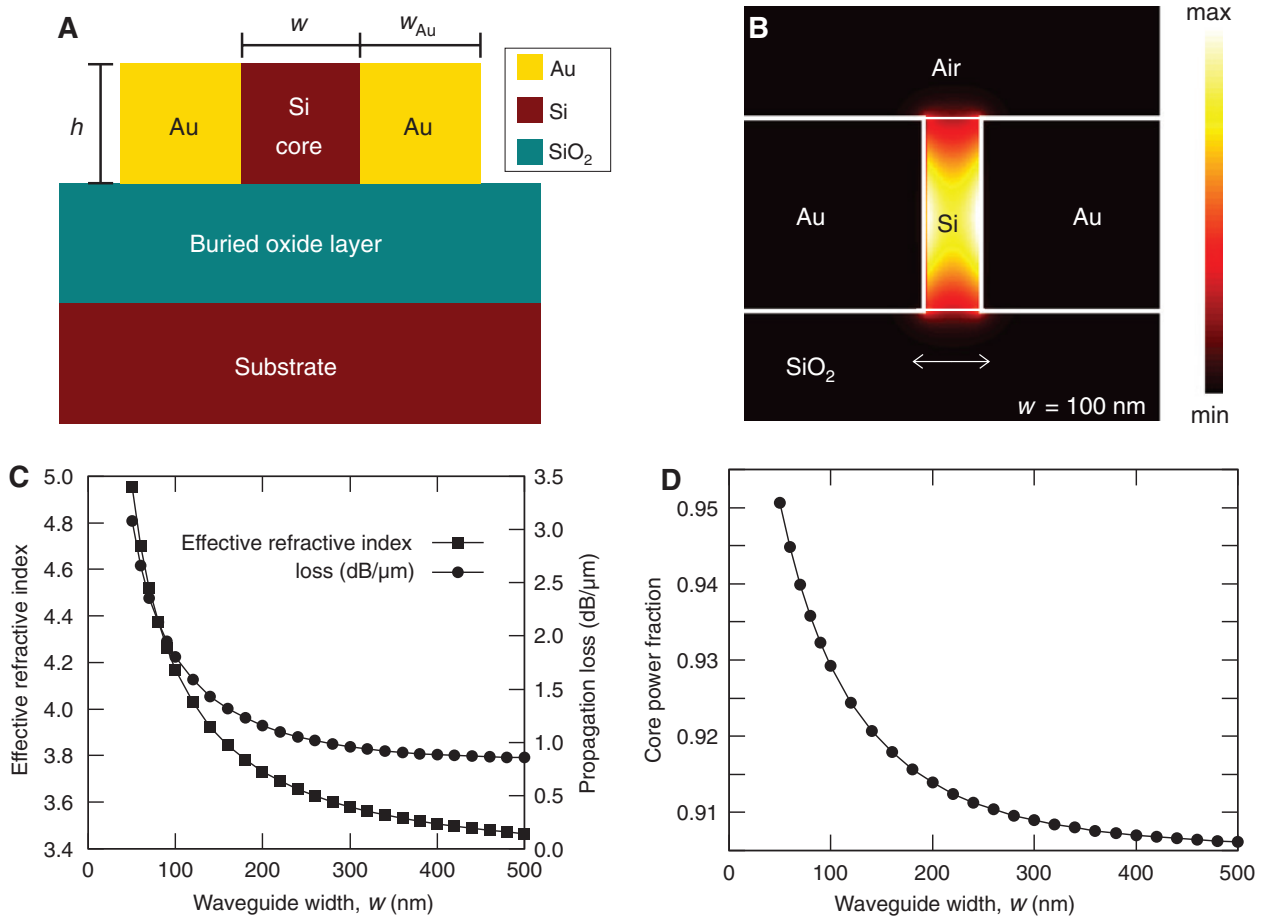 A
w
w_Au
h
Au
Si
core
Au
Au
Si
SiO₂
Buried oxide layer
Substrate
B
Air
Au
Si
Au
SiO₂
w = 100 nm
max
min
C
Effective refractive index
5.0
4.8
4.6
4.4
4.2
4.0
3.8
3.6
3.4
Effective refractive index
loss (dB/μm)
3.5
3.0
2.5
2.0
1.5
1.0
0.5
0.0
Propagation loss (dB/μm)
0
100
200
300
400
500
Waveguide width, w (nm)
D
Core power fraction
0.95
0.94
0.93
0.92
0.91
0
100
200
300
400
500
Waveguide width, w (nm)